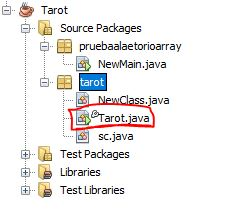 Tarot
Source Packages
pruebaalaetorioarray
NewMain.java
tarot
NewClass.java
Tarot.java
sc.java
Test Packages
Libraries
Test Libraries